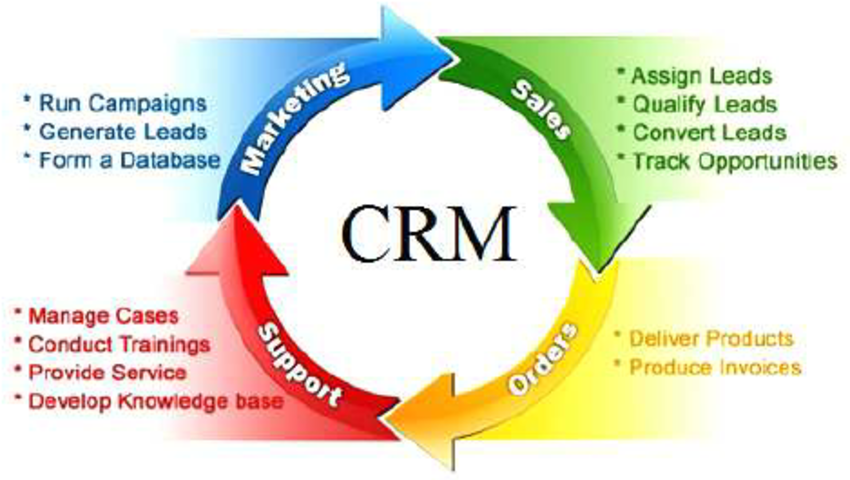 Marketing
* Run Campaigns
* Generate Leads
* Form a Database
Sales
* Assign Leads
* Qualify Leads
* Convert Leads
* Track Opportunities
CRM
Orders
* Deliver Products
* Produce Invoices
Support
* Manage Cases
* Conduct Trainings
* Provide Service
* Develop Knowledge base